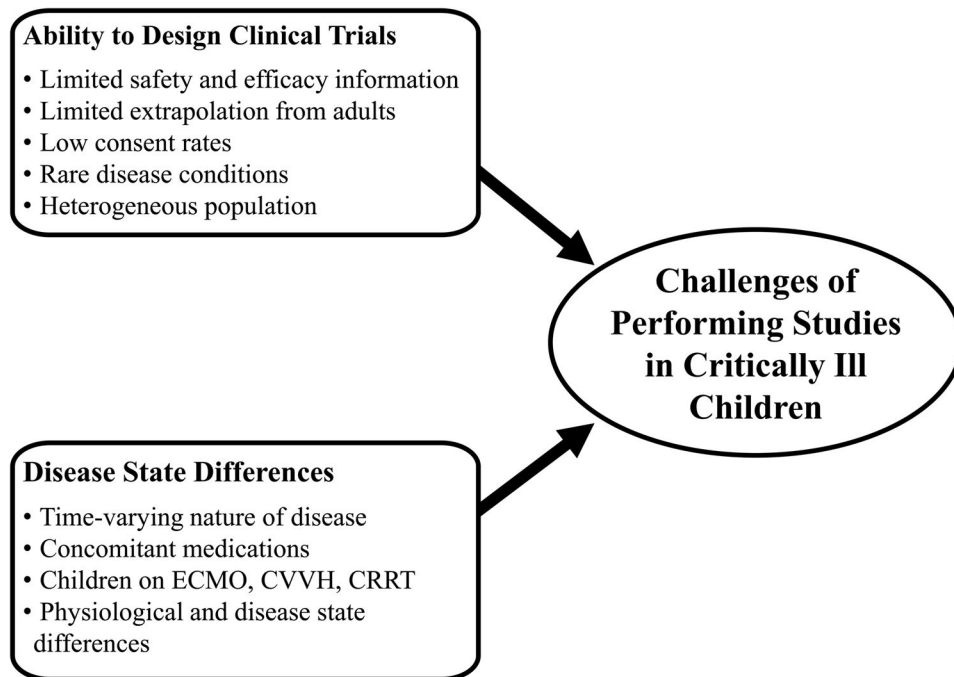 Ability to Design Clinical Trials
• Limited safety and efficacy information
• Limited extrapolation from adults
• Low consent rates
• Rare disease conditions
• Heterogeneous population
Challenges of
Performing Studies
in Critically Ill
Children
Disease State Differences
• Time-varying nature of disease
• Concomitant medications
• Children on ECMO, CVVH, CRRT
• Physiological and disease state
differences